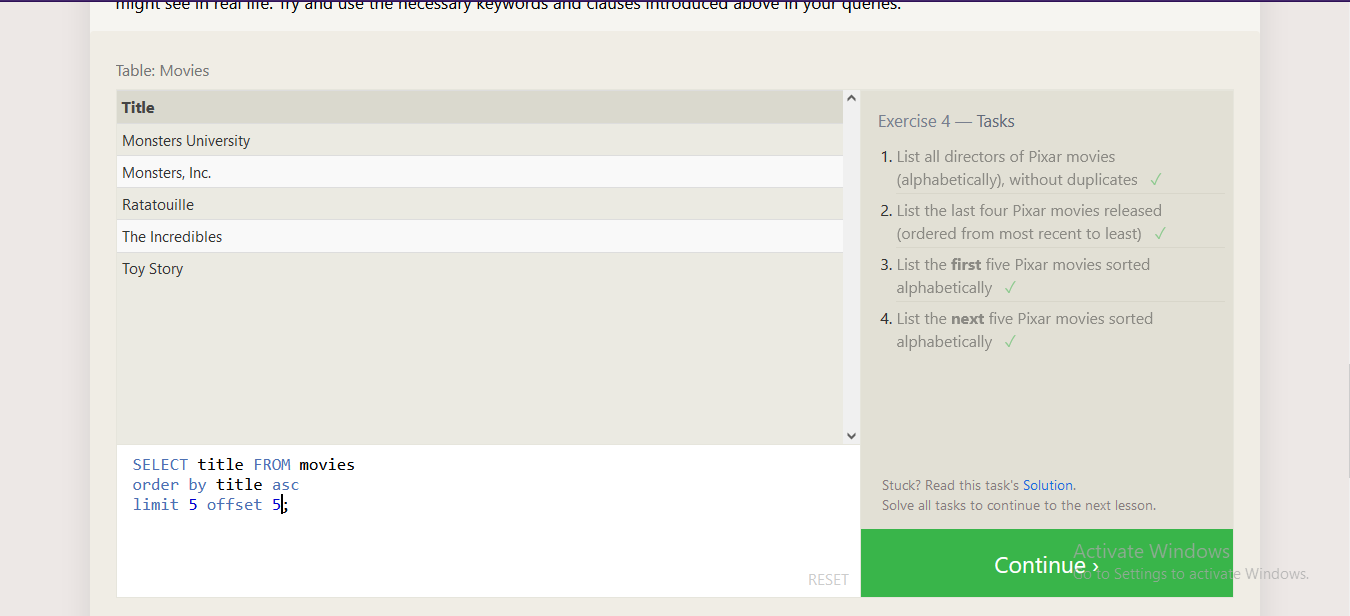 might see in real life. Try and use the necessary keywords and clauses introduced above in your queries.
Table: Movies
Title
Monsters University
Monsters, Inc.
Ratatouille
The Incredibles
Toy Story
SELECT title FROM movies
order by title asc
limit 5 offset 5;
RESET
Exercise 4 — Tasks
1. List all directors of Pixar movies
(alphabetically), without duplicates ✓
2. List the last four Pixar movies released
(ordered from most recent to least) ✓
3. List the first five Pixar movies sorted
alphabetically ✓
4. List the next five Pixar movies sorted
alphabetically ✓
Stuck? Read this task's Solution.
Solve all tasks to continue to the next lesson.
Continue ›
Activate Windows
Go to Settings to activate Windows.